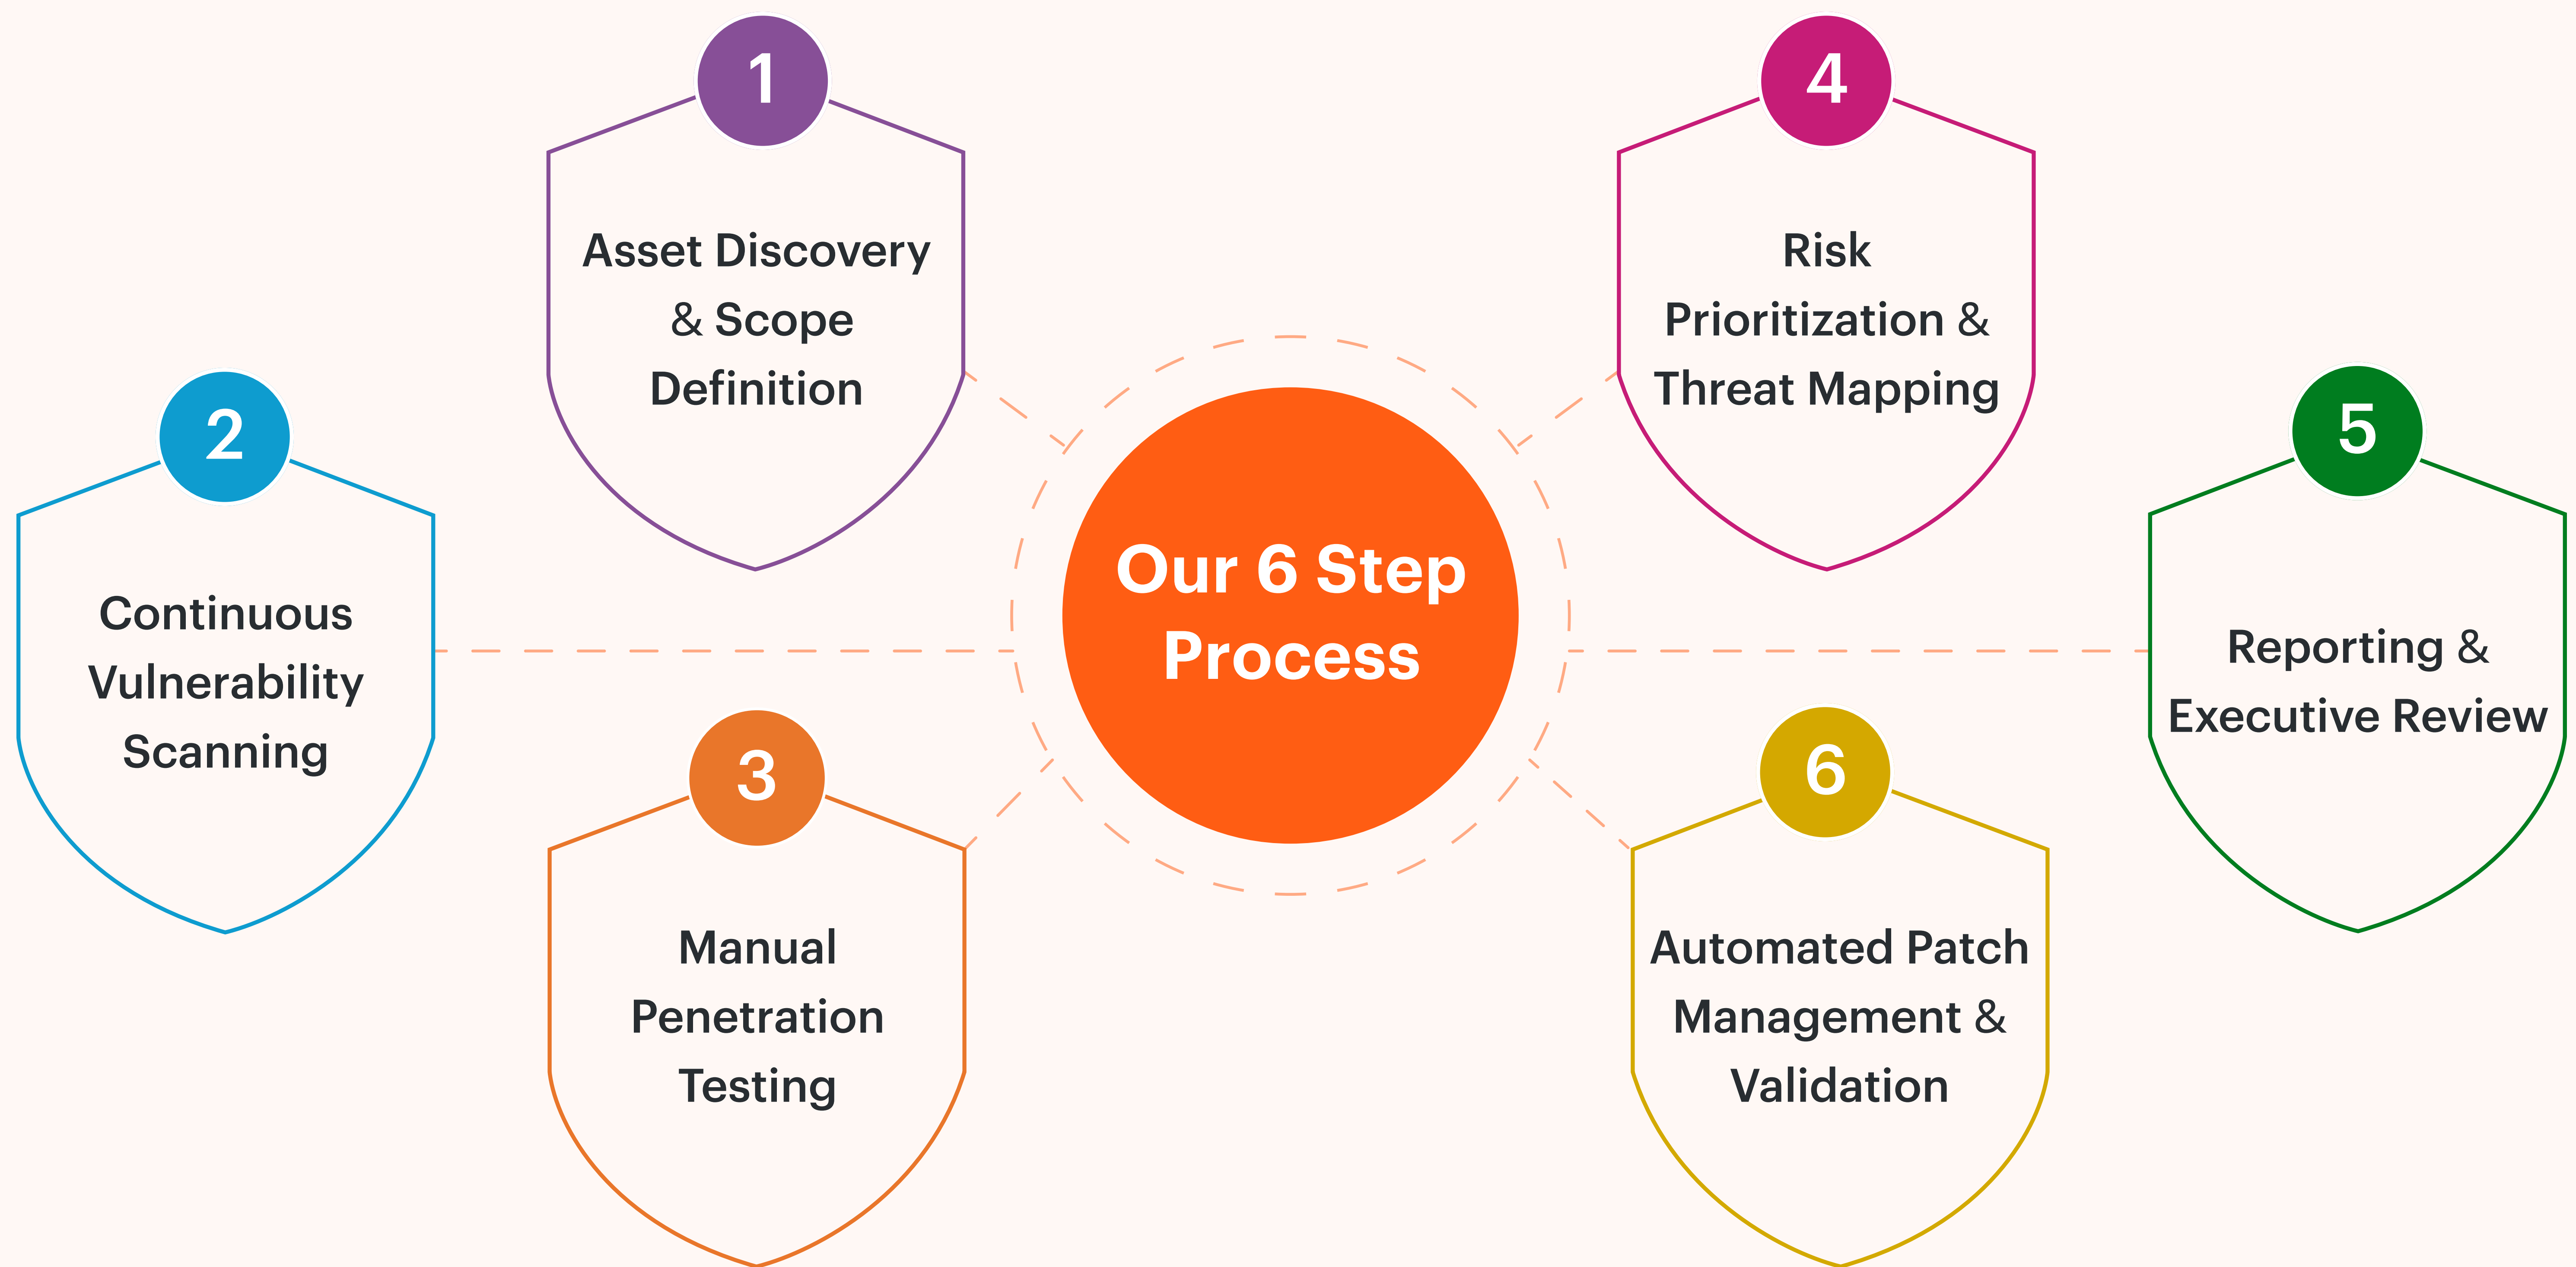 1
Asset Discovery
& Scope
Definition
2
Continuous
Vulnerability
Scanning
3
Manual
Penetration
Testing
Our 6 Step
Process
4
Risk
Prioritization &
Threat Mapping
5
Reporting &
Executive Review
6
Automated Patch
Management &
Validation